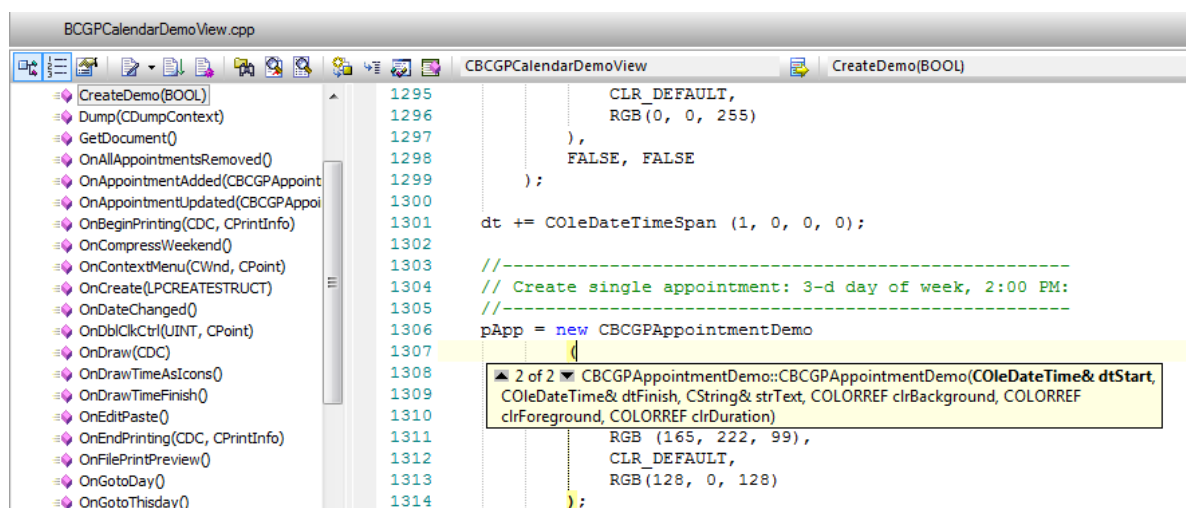 BCGPCalendarDemoView.cpp
CBCGPCalendarDemoView CreateDemo(BOOL)
CreateDemo(BOOL)
Dump(CDumpContext)
GetDocument()
OnAllAppointmentsRemoved()
OnAppointmentAdded(CBCGPAppoint
OnAppointmentUpdated(CBCGPAppoi
OnBeginPrinting(CDC, CPrintInfo)
OnCompressWeekend()
OnContextMenu(CWnd, CPoint)
OnCreate(LPCREATESTRUCT)
OnDateChanged()
OnDblClkCtrl(UINT, CPoint)
OnDraw(CDC)
OnDrawTimeAsIcons()
OnDrawTimeFinish()
OnEditPaste()
OnEndPrinting(CDC, CPrintInfo)
OnFilePrintPreview()
OnGotoDay()
OnGotoThisday()
1295 CLR_DEFAULT,
1296 RGB(0, 0, 255)
1297 ),
1298 FALSE, FALSE
1299 );
1300
1301 dt += COleDateTimeSpan (1, 0, 0, 0);
1302
1303 //-----------------------------------------------------
1304 // Create single appointment: 3-d day of week, 2:00 PM:
1305 //-----------------------------------------------------
1306 pApp = new CBCGPAppointmentDemo
1307 (
1308 2 of 2 CBCGPAppointmentDemo::CBCGPAppointmentDemo(COleDateTime& dtStart,
1309 COleDateTime& dtFinish, CString& strText, COLORREF clrBackground, COLORREF
1310 clrForeground, COLORREF clrDuration)
1311 RGB (165, 222, 99),
1312 CLR_DEFAULT,
1313 RGB(128, 0, 128)
1314 );